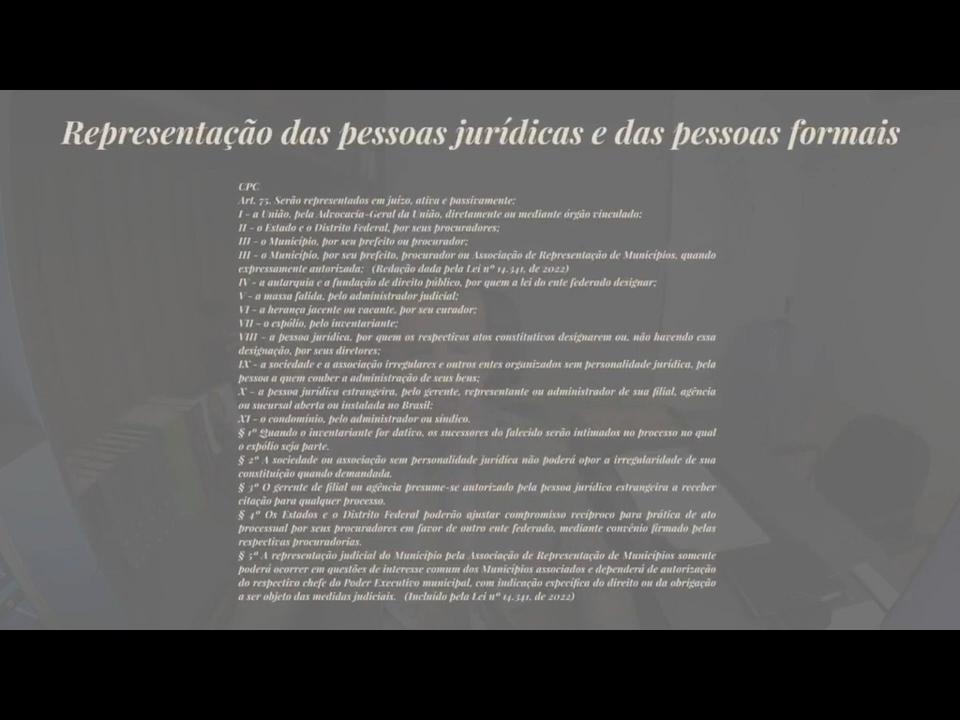 Representação das pessoas jurídicas e das pessoas formais
CPC
Art. 75. Serão representados em juízo, ativa e passivamente:
I - a União, pela Advocacia-Geral da União, diretamente ou mediante órgão vinculado;
II - o Estado e o Distrito Federal, por seus procuradores;
III - o Município, por seu prefeito ou procurador;
III - o Município, por seu prefeito, procurador ou Associação de Representação de Municípios, quando
expressamente autorizada; (Redação dada pela Lei nº 14.341, de 2022)
IV - a autarquia e a fundação de direito público, por quem a lei do ente federado designar;
V - a massa falida, pelo administrador judicial;
VI - a herança jacente ou vacante, por seu curador;
VII - o espólio, pelo inventariante;
VIII - a pessoa jurídica, por quem os respectivos atos constitutivos designarem ou, não havendo essa
designação, por seus diretores;
IX - a sociedade e a associação irregulares e outros entes organizados sem personalidade jurídica, pela
pessoa a quem couber a administração de seus bens;
X - a pessoa jurídica estrangeira, pelo gerente, representante ou administrador de sua filial, agência
ou sucursal aberta ou instalada no Brasil;
XI - o condomínio, pelo administrador ou síndico.
§ 1º Quando o inventariante for dativo, os sucessores do falecido serão intimados no processo no qual
o espólio seja parte.
§ 2º A sociedade ou associação sem personalidade jurídica não poderá opor a irregularidade de sua
constituição quando demandada.
§ 3º O gerente de filial ou agência presume-se autorizado pela pessoa jurídica estrangeira a receber
citação para qualquer processo.
§ 4º Os Estados e o Distrito Federal poderão ajustar compromisso recíproco para prática de ato
processual por seus procuradores em favor de outro ente federado, mediante convênio firmado pelas
respectivas procuradorias.
§ 5º A representação judicial do Município pela Associação de Representação de Municípios somente
poderá ocorrer em questões de interesse comum dos Municípios associados e dependerá de autorização
do respectivo chefe do Poder Executivo municipal, com indicação específica do direito ou da obrigação
a ser objeto das medidas judiciais. (Incluído pela Lei nº 14.341, de 2022)